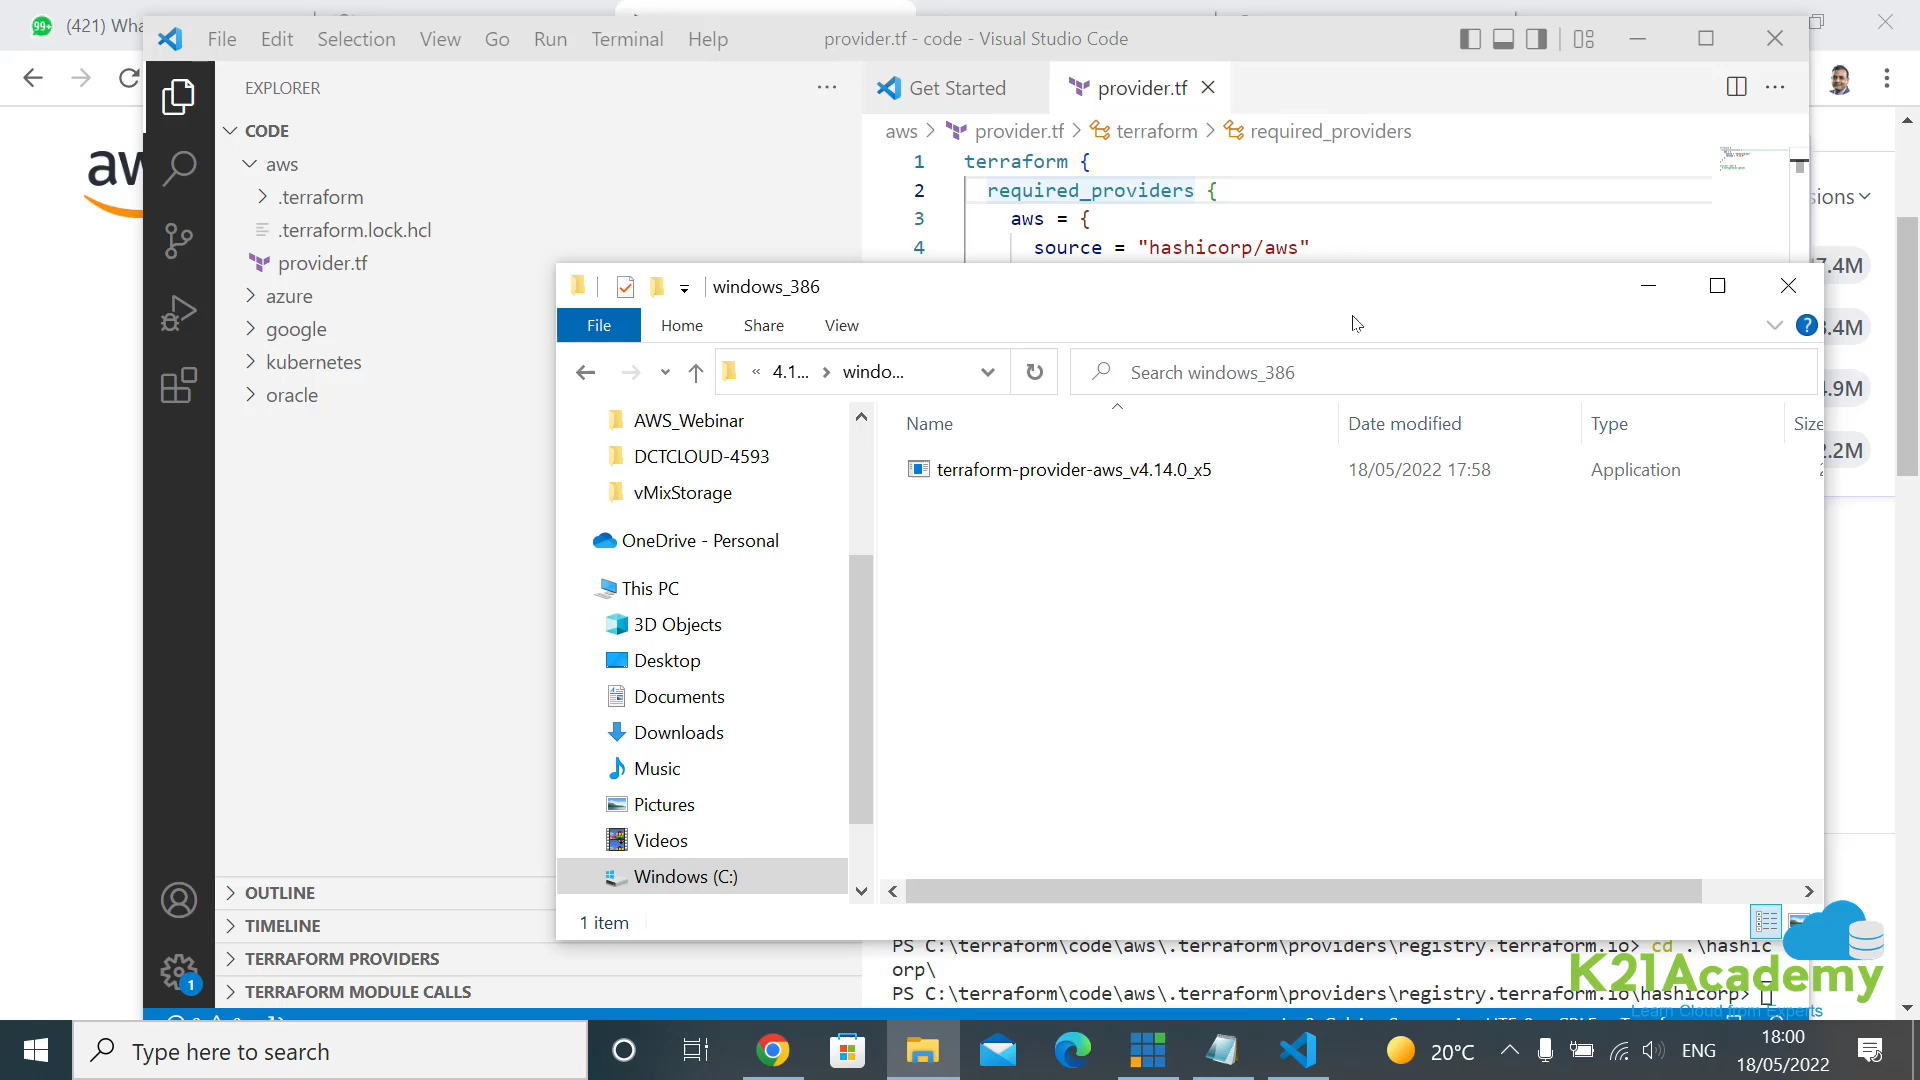 99+ (421) Wha
File Edit Selection View Go Run Terminal Help
provider.tf - code - Visual Studio Code
EXPLORER
CODE
aws
.terraform
.terraform.lock.hcl
provider.tf
azure
google
kubernetes
oracle
OUTLINE
TIMELINE
TERRAFORM PROVIDERS
TERRAFORM MODULE CALLS
1
Get Started
provider.tf
aws > provider.tf > terraform > required_providers
1 terraform {
2 required_providers {
3 aws = {
4 source = "hashicorp/aws"
windows_386
File Home Share View
« 4.1... > windo...
Search windows_386
AWS_Webinar
DCTCLOUD-4593
vMixStorage
OneDrive - Personal
This PC
3D Objects
Desktop
Documents
Downloads
Music
Pictures
Videos
Windows (C:)
Name Date modified Type Size
terraform-provider-aws_v4.14.0_x5 18/05/2022 17:58 Application
1 item
PS C:\terraform\code\aws\.terraform\providers\registry.terraform.io> cd .\hashic
orp\
PS C:\terraform\code\aws\.terraform\providers\registry.terraform.io\hashicorp>
K21Academy
Learn Cloud from Experts
Type here to search
20°C
ENG
18:00
18/05/2022